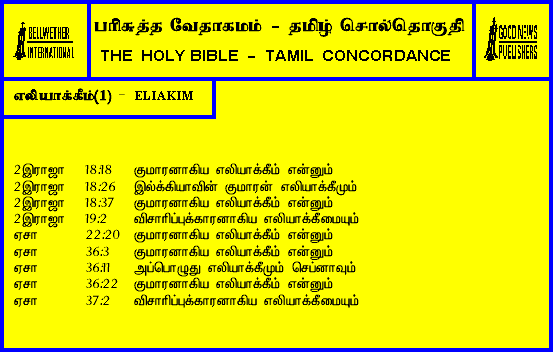 BELLWETHER INTERNATIONAL
பரிசுத்த வேதாகமம் - தமிழ் சொல்தொகுதி
THE HOLY BIBLE - TAMIL CONCORDANCE
GOOD NEWS PUBLISHERS
எலியாக்கீம்(1) - ELIAKIM
2இராஜா 18:18 குமாரனாகிய எலியாக்கீம் என்னும்
2இராஜா 18:26 இல்க்கியாவின் குமாரன் எலியாக்கீமும்
2இராஜா 18:37 குமாரனாகிய எலியாக்கீம் என்னும்
2இராஜா 19:2 விசாரிப்புக்காரனாகிய எலியாக்கீமையும்
ஏசா 22:20 குமாரனாகிய எலியாக்கீம் என்னும்
ஏசா 36:3 குமாரனாகிய எலியாக்கீம் என்னும்
ஏசா 36:11 அப்பொழுது எலியாக்கீமும் செப்னாவும்
ஏசா 36:22 குமாரனாகிய எலியாக்கீம் என்னும்
ஏசா 37:2 விசாரிப்புக்காரனாகிய எலியாக்கீமையும்